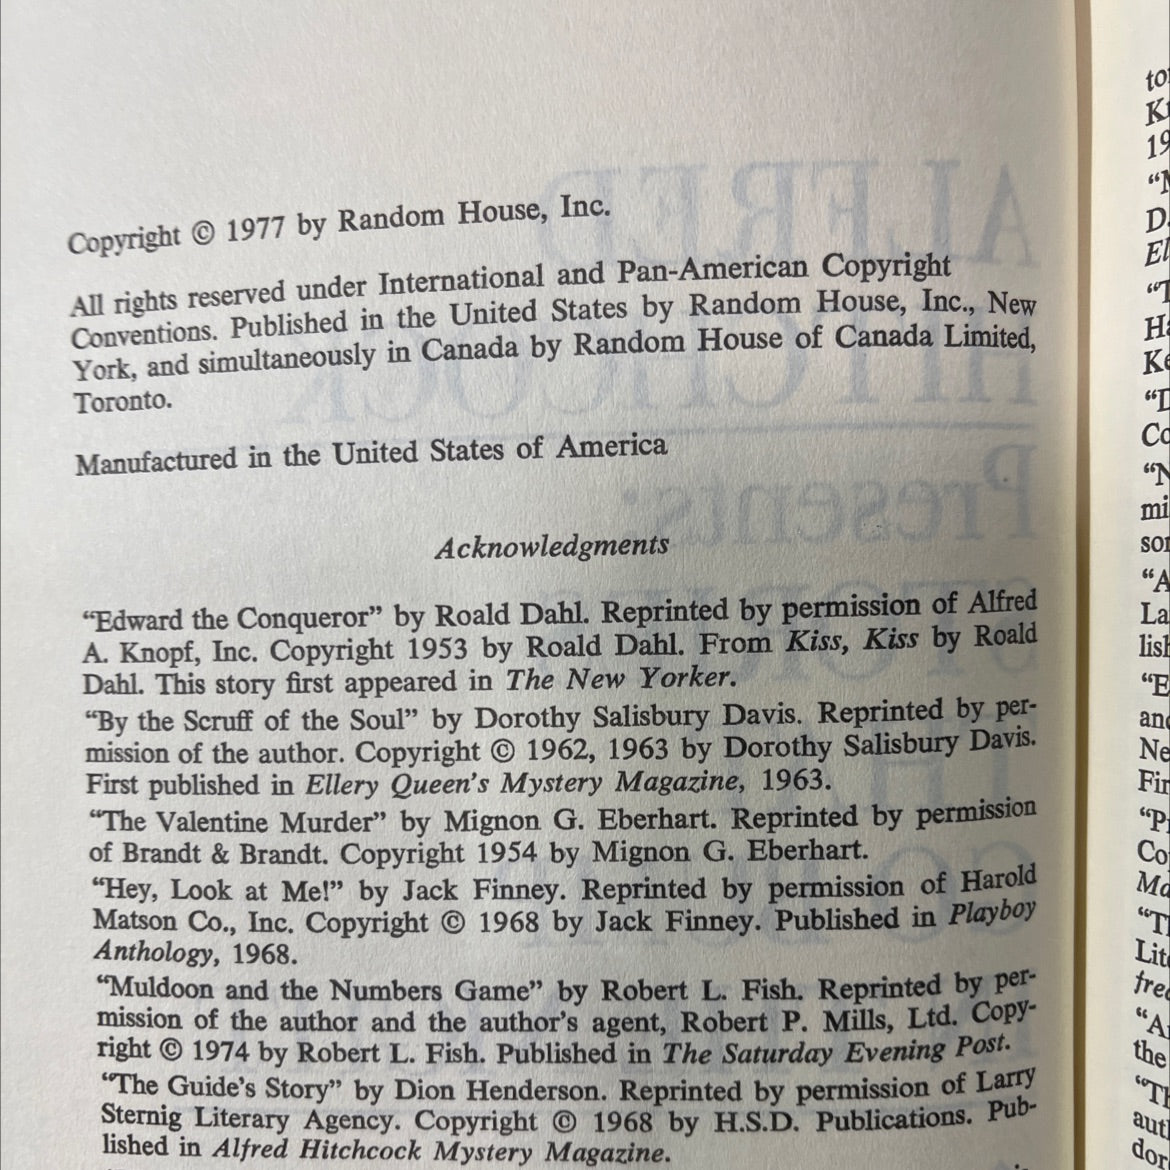 Copyright © 1977 by Random House, Inc.
All rights reserved under International and Pan-American Copyright
Conventions. Published in the United States by Random House, Inc., New
York, and simultaneously in Canada by Random House of Canada Limited,
Toronto.
Manufactured in the United States of America
Acknowledgments
“Edward the Conqueror” by Roald Dahl. Reprinted by permission of Alfred
A. Knopf, Inc. Copyright 1953 by Roald Dahl. From Kiss, Kiss by Roald
Dahl. This story first appeared in The New Yorker.
“By the Scruff of the Soul” by Dorothy Salisbury Davis. Reprinted by per-
mission of the author. Copyright © 1962, 1963 by Dorothy Salisbury Davis.
First published in Ellery Queen’s Mystery Magazine, 1963.
“The Valentine Murder” by Mignon G. Eberhart. Reprinted by permission
of Brandt & Brandt. Copyright 1954 by Mignon G. Eberhart.
“Hey, Look at Me!” by Jack Finney. Reprinted by permission of Harold
Matson Co., Inc. Copyright © 1968 by Jack Finney. Published in Playboy
Anthology, 1968.
“Muldoon and the Numbers Game” by Robert L. Fish. Reprinted by per-
mission of the author and the author’s agent, Robert P. Mills, Ltd. Copy-
right © 1974 by Robert L. Fish. Published in The Saturday Evening Post.
“The Guide’s Story” by Dion Henderson. Reprinted by permission of Larry
Sternig Literary Agency. Copyright © 1968 by H.S.D. Publications. Pub-
lished in Alfred Hitchcock Mystery Magazine.